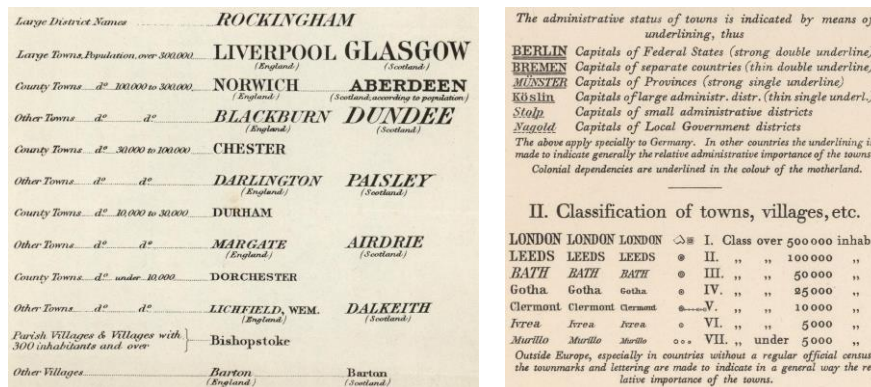 Large District Names ROCKINGHAM
Large Towns, Population, over 300,000 LIVERPOOL GLASGOW
(England) (Scotland)
County Towns do 100,000 to 300,000 NORWICH ABERDEEN
(England) (Scotland, according to population)
Other Towns do do BLACKBURN DUNDEE
(England) (Scotland)
County Towns do 30,000 to 100,000 CHESTER
Other Towns do do DARLINGTON PAISLEY
(England) (Scotland)
County Towns do 10,000 to 30,000 DURHAM
Other Towns do do MARGATE AIRDRIE
(England) (Scotland)
County Towns do under 10,000 DORCHESTER
Other Towns do do LICHFIELD, WEM. DALKEITH
(England) (Scotland)
Parish Villages & Villages with
300 inhabitants and over } Bishopstoke
Other Villages Barton Barton
(England) (Scotland)
The administrative status of towns is indicated by means of
underlining, thus
BERLIN Capitals of Federal States (strong double underline)
BREMEN Capitals of separate countries (thin double underline)
MÜNSTER Capitals of Provinces (strong single underline)
Köslin Capitals of large administr. distr. (thin single underl.)
Stolp Capitals of small administrative districts
Nagold Capitals of Local Government districts
The above apply specially to Germany. In other countries the underlining i
made to indicate generally the relative administrative importance of the towns
Colonial dependencies are underlined in the colour of the motherland.
II. Classification of towns, villages, etc.
LONDON LONDON LONDON I. Class over 500 000 inhab
LEEDS LEEDS LEEDS II. „ „ 100 000 „
BATH BATH BATH III. „ „ 50 000 „
Gotha Gotha Gotha IV. „ „ 25 000 „
Clermont Clermont Clermont V. „ „ 10 000 „
Ivrea Ivrea Ivrea VI. „ „ 5 000 „
Murillo Murillo Murillo VII. „ under 5 000 „
Outside Europe, especially in countries without a regular official census
the townmarks and lettering are made to indicate in a general way the re
lative importance of the towns.